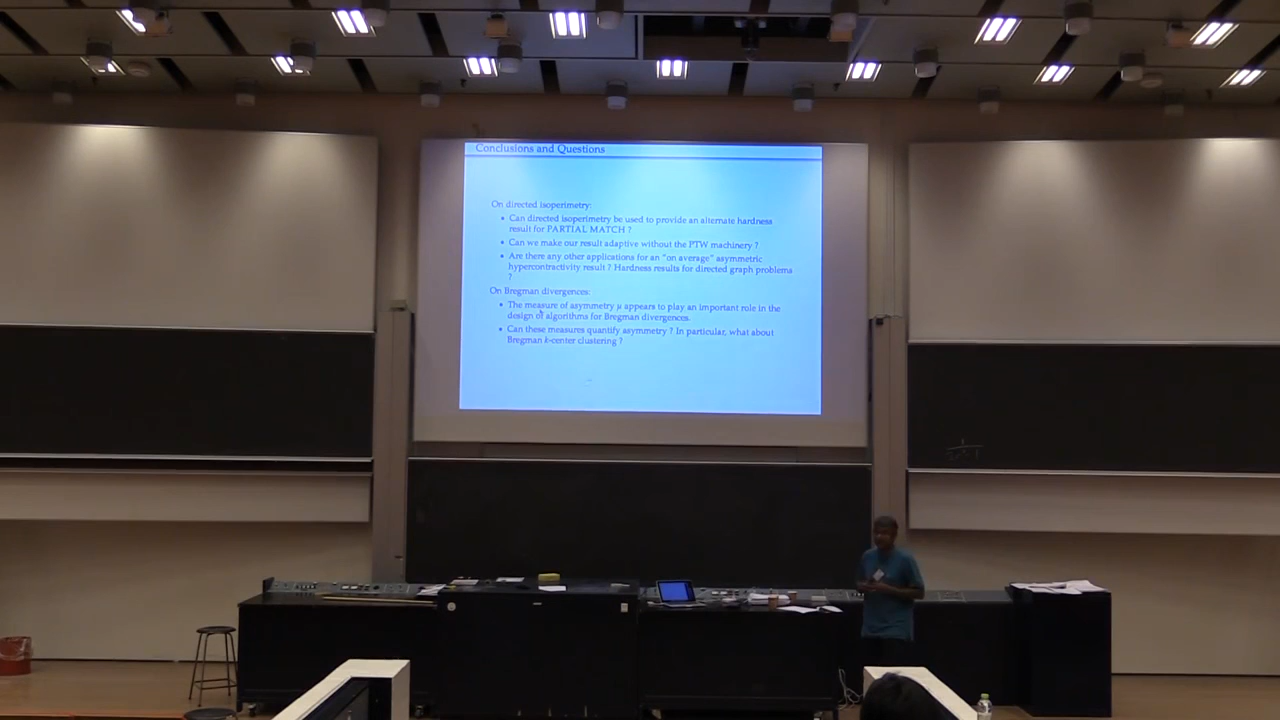 Conclusions and Questions
On directed isoperimetry:
• Can directed isoperimetry be used to provide an alternate hardness
result for PARTIAL MATCH ?
• Can we make our result adaptive without the PTW machinery ?
• Are there any other applications for an "on average" asymmetric
hypercontractivity result ? Hardness results for directed graph problems
?
On Bregman divergences:
• The measure of asymmetry μ appears to play an important role in the
design of algorithms for Bregman divergences.
• Can these measures quantify asymmetry ? In particular, what about
Bregman k-center clustering ?